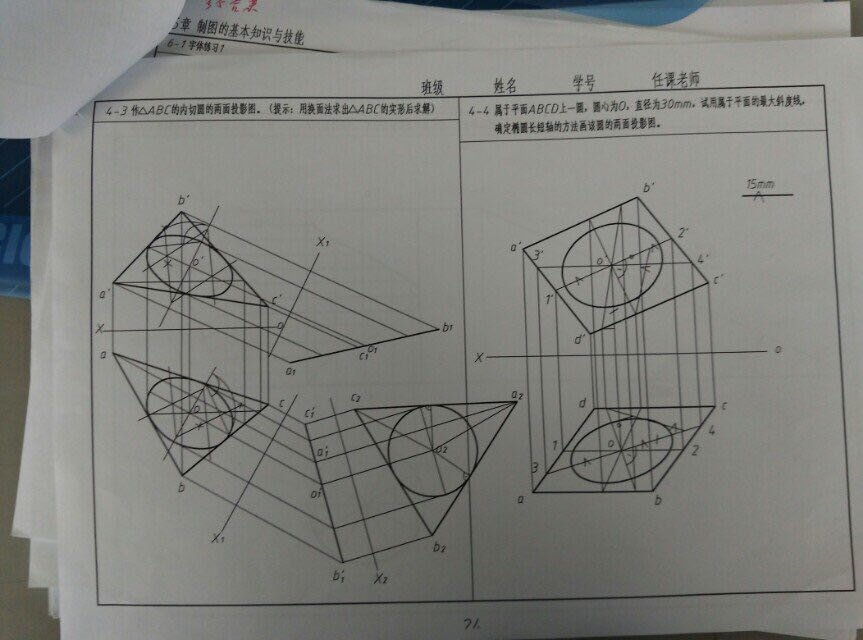 章 制图的基本知识与技能
6-1 字体练习1
班级 姓名 学号 任课老师
4-3 作△ABC的内切圆的两面投影图。(提示:用换面法求出△ABC的实形后求解)
4-4 属于平面ABCD上一圆,圆心为O,直径为30mm,试用属于平面的最大斜度线,
确定椭圆长短轴的方法画该圆的两面投影图。
b'
o'
a'
c'
X
o
X1
b1
o1
c1
a1
a
o
c
b
X1
c1'
a1'
o1'
b1'
X2
c2
a2
o2
b2
15mm
b'
a'
3'
2'
o'
4'
c'
1'
d'
X
o
d
c
1
o
4
2
3
a
b